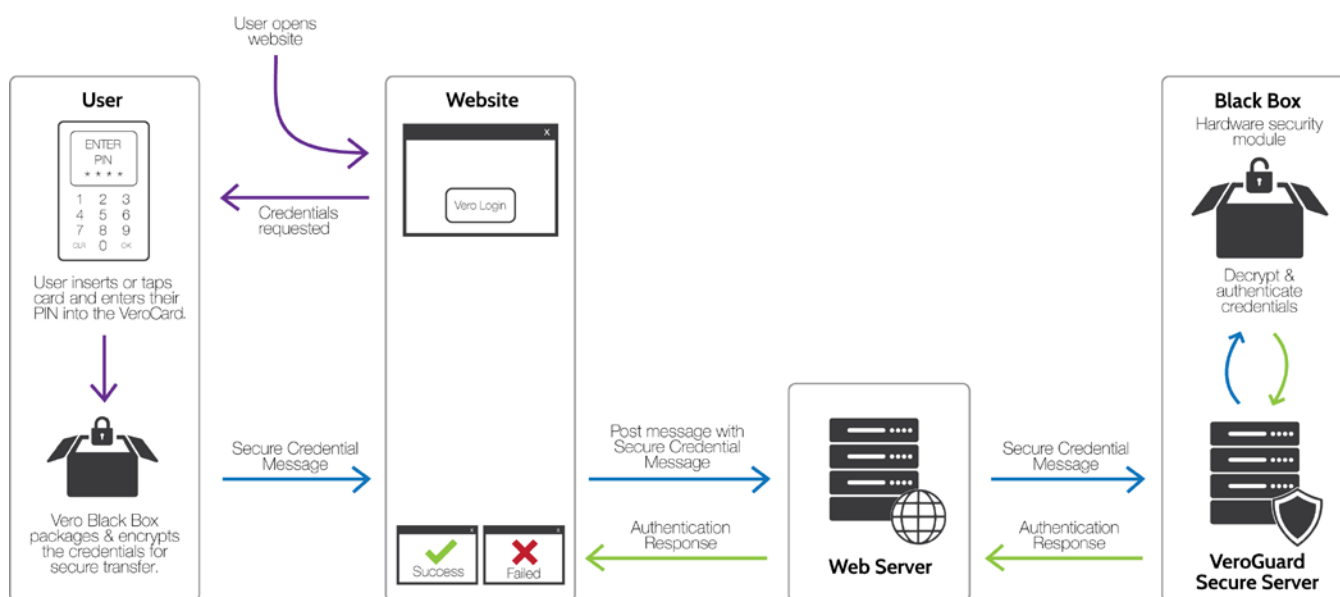 User opens
website
User
ENTER
PIN
* * * *
1 2 3
4 5 6
7 8 9
CLR 0 OK
User inserts or taps
card and enters their
PIN into the VeroCard.
Vero Black Box
packages & encrypts
the credentials for
secure transfer.
Credentials
requested
Secure Credential
Message
Website
X
Vero Login
x
Success
x
Failed
Post message with
Secure Credential
Message
Authentication
Response
Web Server
Secure Credential
Message
Authentication
Response
Black Box
Hardware security
module
Decrypt &
authenticate
credentials
VeroGuard
Secure Server